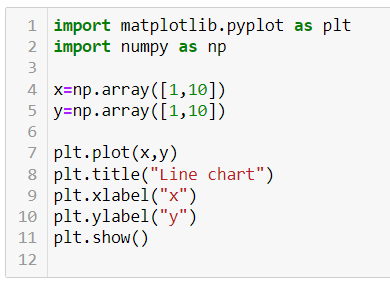 1 import matplotlib.pyplot as plt
2 import numpy as np
3
4 x=np.array([1,10])
5 y=np.array([1,10])
6
7 plt.plot(x,y)
8 plt.title("Line chart")
9 plt.xlabel("x")
10 plt.ylabel("y")
11 plt.show()
12